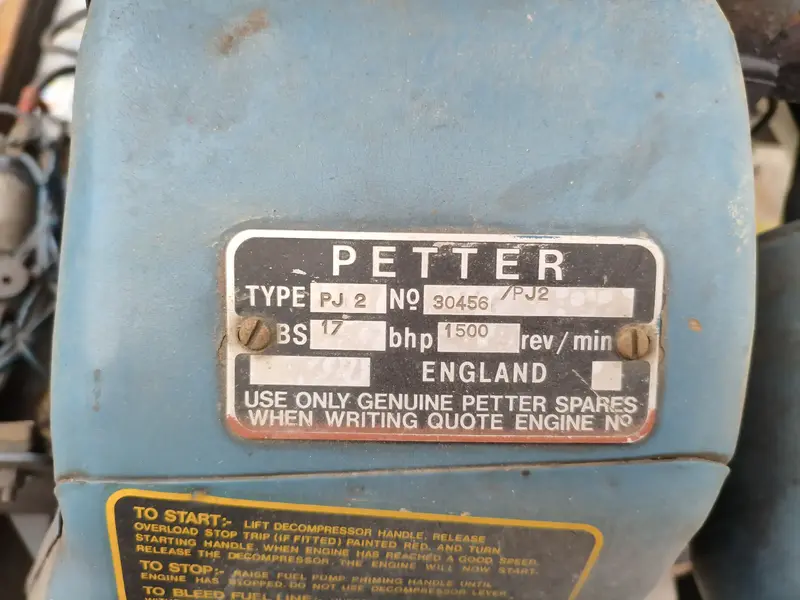 PETTER
TYPE PJ 2 Nº 30456 /PJ2
BS 17 bhp 1500 rev/min
ENGLAND
USE ONLY GENUINE PETTER SPARES
WHEN WRITING QUOTE ENGINE Nº
TO START:- LIFT DECOMPRESSOR HANDLE, RELEASE
OVERLOAD STOP TRIP (IF FITTED) PAINTED RED, AND TURN
STARTING HANDLE. WHEN ENGINE HAS REACHED A GOOD SPEED
RELEASE THE DECOMPRESSOR. THE ENGINE WILL NOW START.
TO STOP:- RAISE FUEL PUMP PRIMING HANDLE UNTIL
ENGINE HAS STOPPED. DO NOT USE DECOMPRESSOR LEVER.
TO BLEED FUEL LINE:-